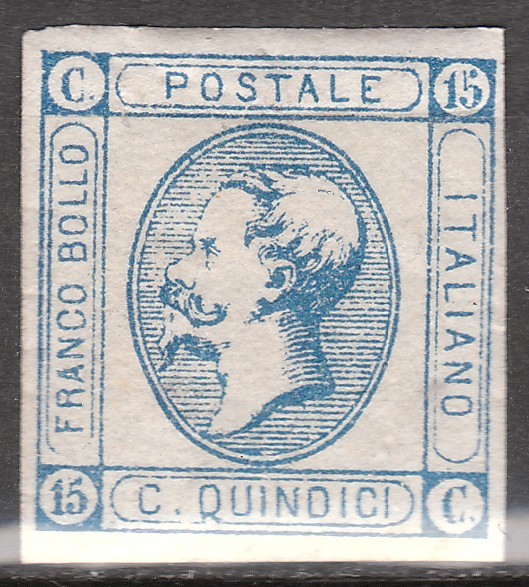 C. POSTALE 15
FRANCO BOLLO
ITALIANO
15 C. QUINDICI C.